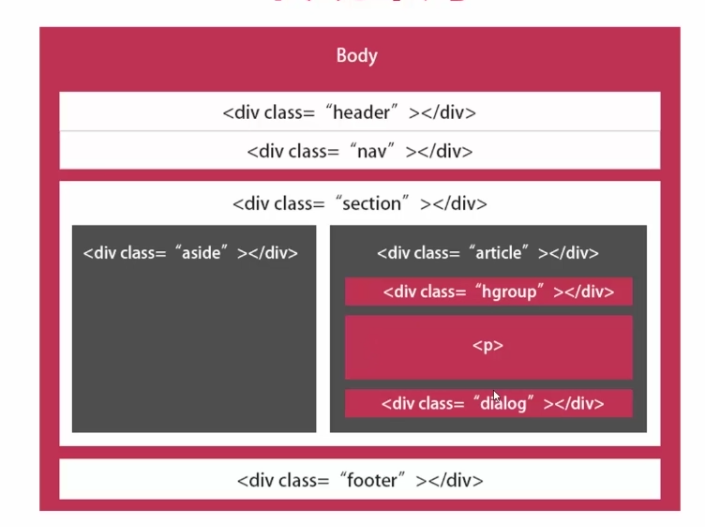 Body
<div class= “header” ></div>
<div class= “nav” ></div>
<div class= “section” ></div>
<div class= “aside” ></div>
<div class= “article” ></div>
<div class= “hgroup” ></div>
<p>
<div class= “dialog” ></div>
<div class= “footer” ></div>